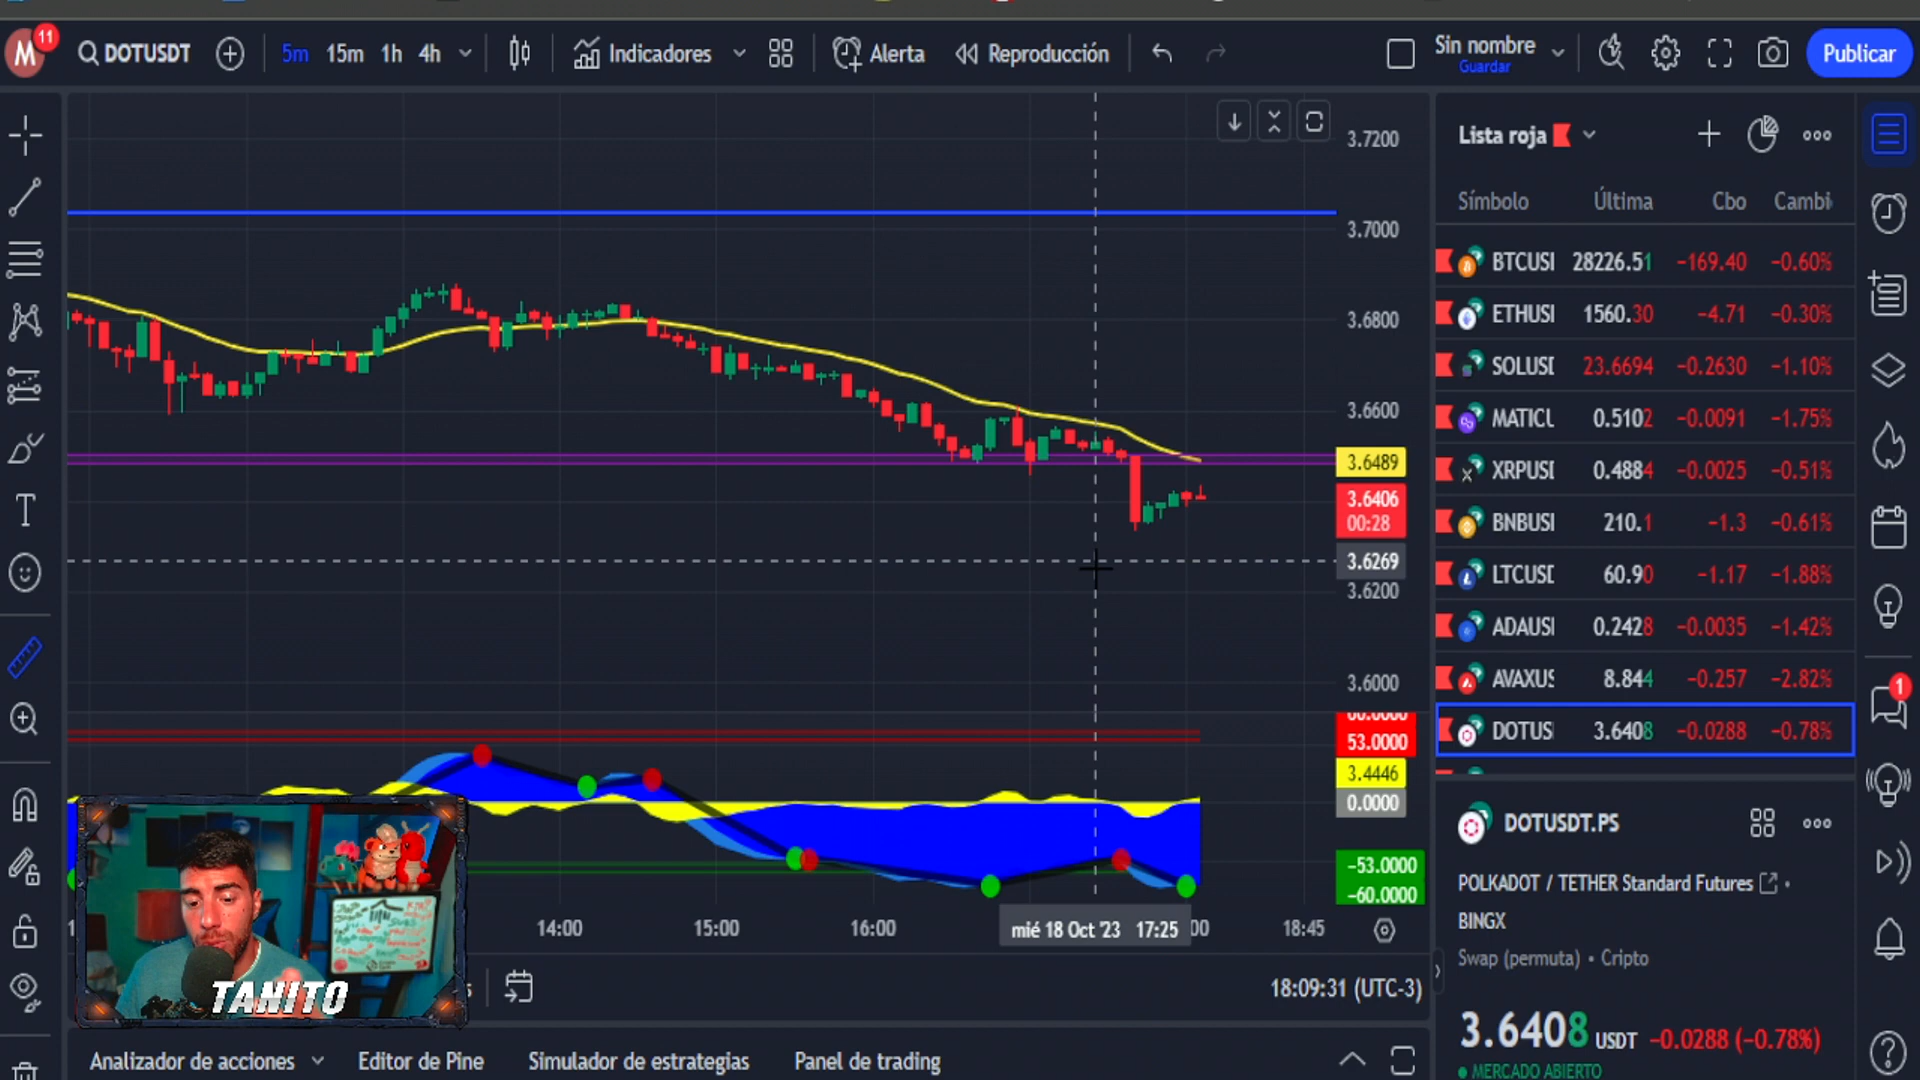 M
11
DOTUSDT
5m 15m 1h 4h
Indicadores
Alerta
Reproducción
Sin nombre
Guardar
Publicar
3.7200
3.7000
3.6800
3.6600
3.6489
3.6406
00:28
3.6269
3.6200
3.6000
53.0000
3.4446
0.0000
−53.0000
−60.0000
14:00 15:00 16:00 mié 18 Oct '23 17:25 00 18:45
18:09:31 (UTC-3)
TANITO
Analizador de acciones Editor de Pine Simulador de estrategias Panel de trading
Lista roja
Símbolo Última Cbo Cambi
BTCUSI 28226.51 −169.40 −0.60%
ETHUSI 1560.30 −4.71 −0.30%
SOLUSI 23.6694 −0.2630 −1.10%
MATICU 0.5102 −0.0091 −1.75%
XRPUSI 0.4884 −0.0025 −0.51%
BNBUSI 210.1 −1.3 −0.61%
LTCUSD 60.90 −1.17 −1.88%
ADAUSI 0.2428 −0.0035 −1.42%
AVAXUS 8.844 −0.257 −2.82%
DOTUS 3.6408 −0.0288 −0.78%
DOTUSDT.PS
POLKADOT / TETHER Standard Futures
BINGX
Swap (permuta) • Cripto
3.6408 USDT −0.0288 (−0.78%)
MERCADO ABIERTO
1